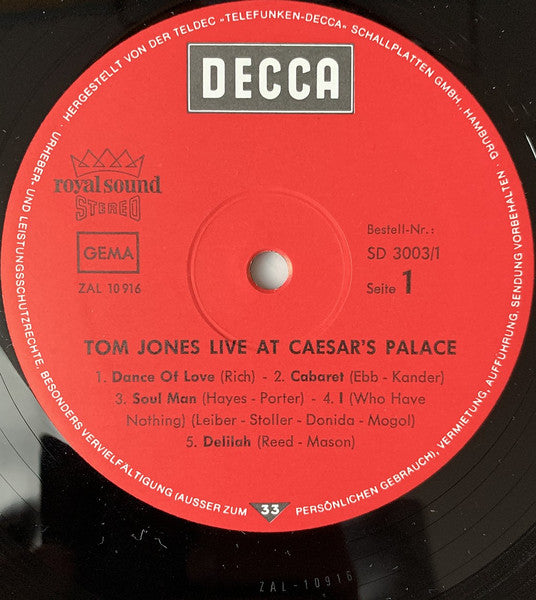 HERGESTELLT VON DER TELDEC »TELEFUNKEN-DECCA« SCHALLPLATTEN GMBH, HAMBURG ·
DECCA
royal sound
STEREO
GEMA
ZAL 10 916
Bestell-Nr.:
SD 3003/1
Seite 1
TOM JONES LIVE AT CAESAR'S PALACE
1. Dance Of Love (Rich) - 2. Cabaret (Ebb - Kander)
3. Soul Man (Hayes - Porter) - 4. I (Who Have
Nothing) (Leiber - Stoller - Donida - Mogol)
5. Delilah (Reed - Mason)
URHEBER- UND LEISTUNGSSCHUTZRECHTE, BESONDERS VERVIELFÄLTIGUNG (AUSSER ZUM PERSÖNLICHEN GEBRAUCH), VERMIETUNG, AUFFÜHRUNG, SENDUNG VORBEHALTEN ·
33
ZAL-10916